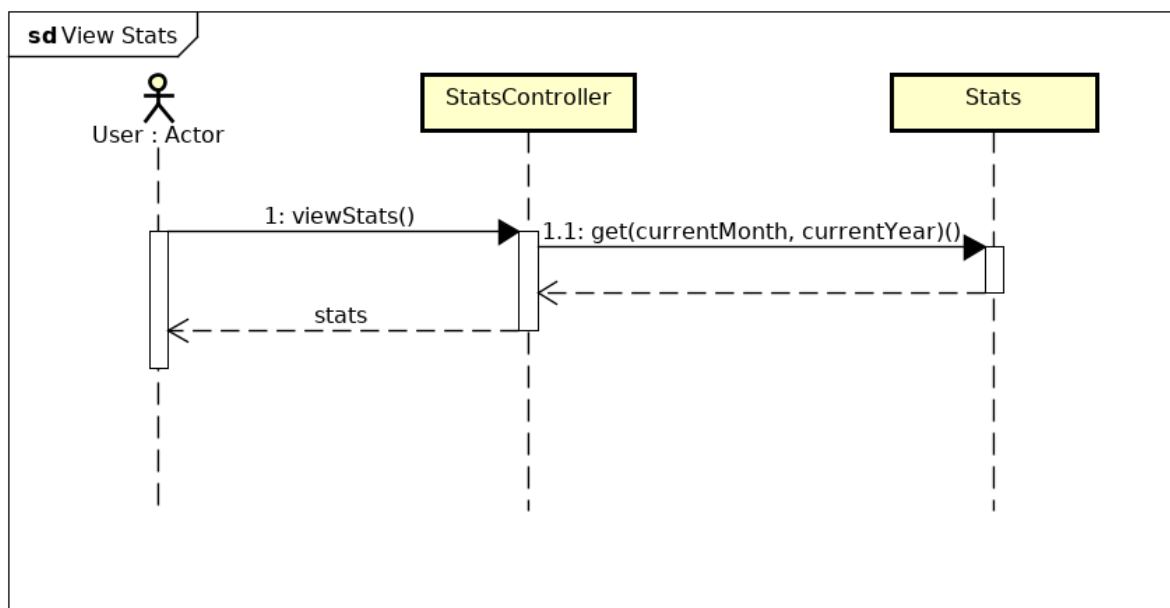 sd View Stats
User : Actor
StatsController
Stats
1: viewStats()
1.1: get(currentMonth, currentYear)()
stats